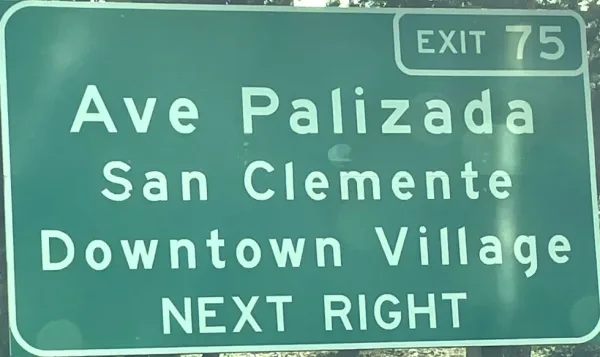 EXIT 75
Ave Palizada
San Clemente
Downtown Village
NEXT RIGHT